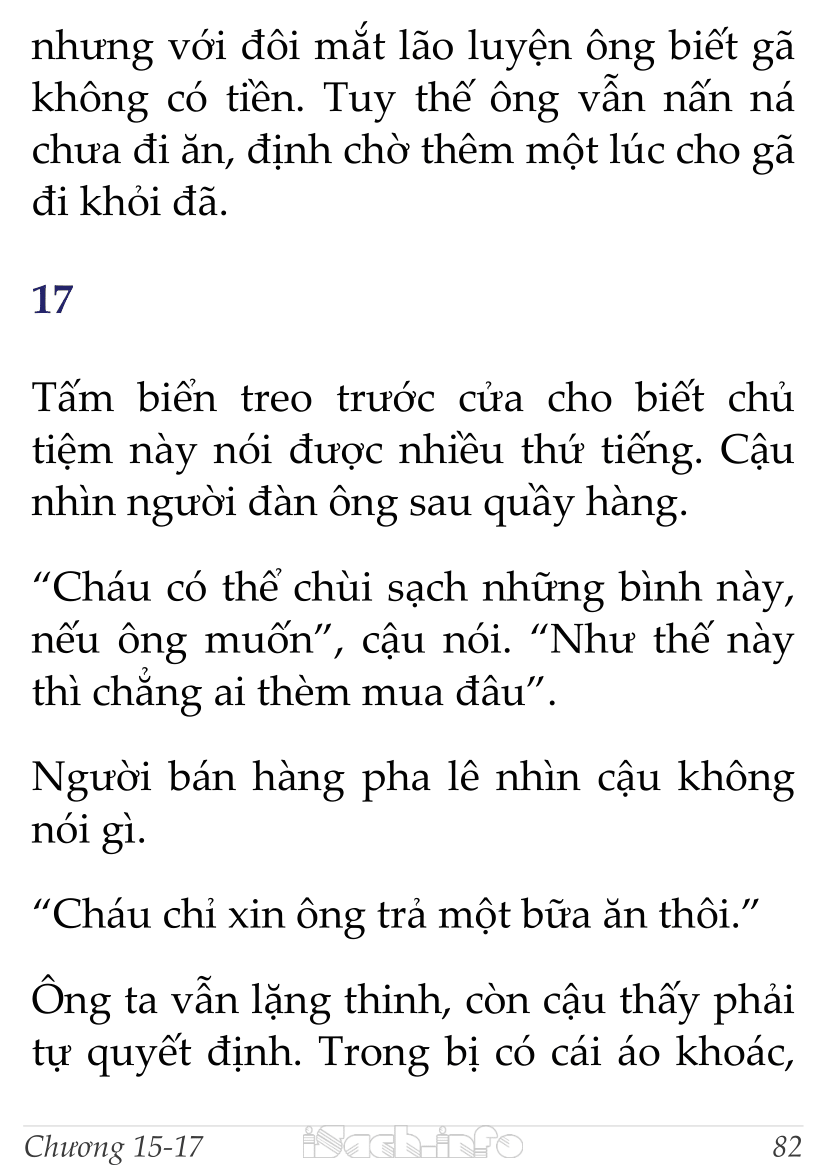 nhưng với đôi mắt lão luyện ông biết gã
không có tiền. Tuy thế ông vẫn nấn ná
chưa đi ăn, định chờ thêm một lúc cho gã
đi khỏi đã.
17
Tấm biển treo trước cửa cho biết chủ
tiệm này nói được nhiều thứ tiếng. Cậu
nhìn người đàn ông sau quầy hàng.
“Cháu có thể chùi sạch những bình này,
nếu ông muốn”, cậu nói. “Như thế này
thì chẳng ai thèm mua đâu”.
Người bán hàng pha lê nhìn cậu không
nói gì.
“Cháu chỉ xin ông trả một bữa ăn thôi.”
Ông ta vẫn lặng thinh, còn cậu thấy phải
tự quyết định. Trong bị có cái áo khoác,
Chương 15-17 iSach.info 82